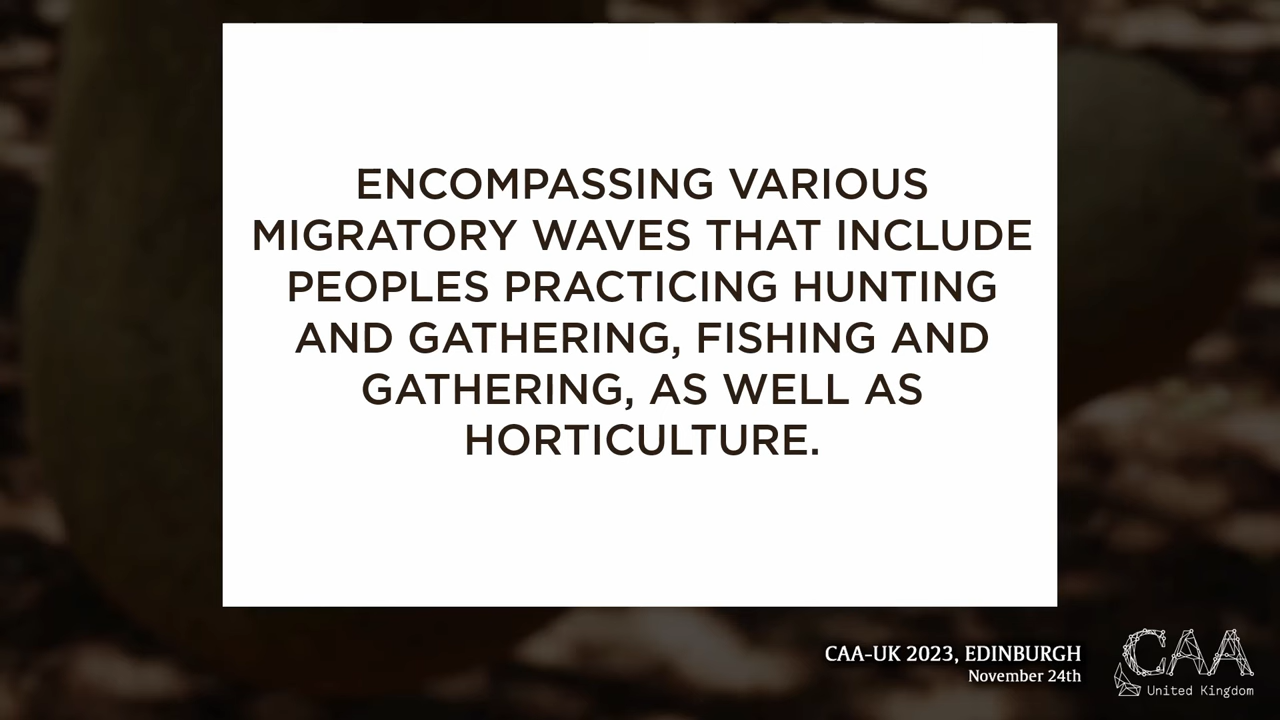 ENCOMPASSING VARIOUS
MIGRATORY WAVES THAT INCLUDE
PEOPLES PRACTICING HUNTING
AND GATHERING, FISHING AND
GATHERING, AS WELL AS
HORTICULTURE.
CAA-UK 2023, EDINBURGH
November 24th
CAA
United Kingdom